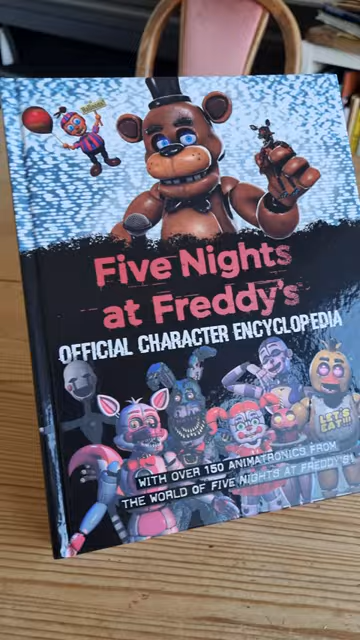 Five Nights
at Freddy's
OFFICIAL CHARACTER ENCYCLOPEDIA
LET'S
EAT!!!
WITH OVER 150 ANIMATRONICS FROM
THE WORLD OF FIVE NIGHTS AT FREDDY'S!